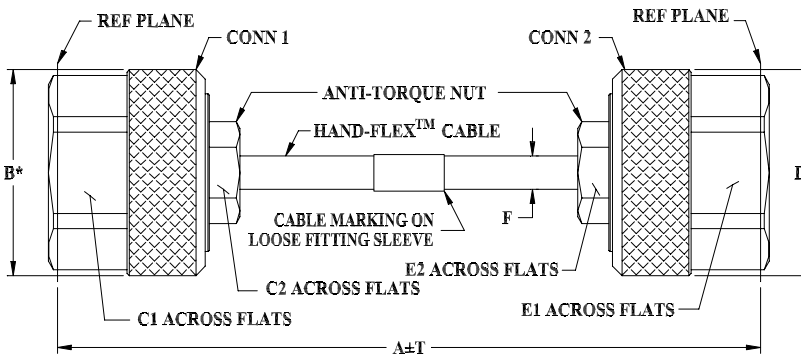 REF PLANE
CONN 1
CONN 2
REF PLANE
ANTI-TORQUE NUT
HAND-FLEX™ CABLE
B*
F
CABLE MARKING ON
LOOSE FITTING SLEEVE
E2 ACROSS FLATS
C2 ACROSS FLATS
E1 ACROSS FLATS
C1 ACROSS FLATS
A±T